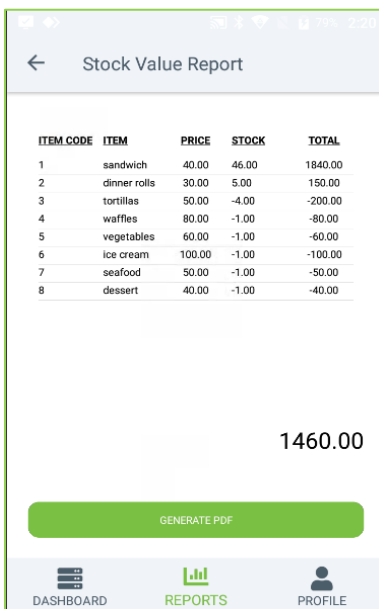 79% 2:20
Stock Value Report
ITEM CODE ITEM PRICE STOCK TOTAL
1 sandwich 40.00 46.00 1840.00
2 dinner rolls 30.00 5.00 150.00
3 tortillas 50.00 -4.00 -200.00
4 waffles 80.00 -1.00 -80.00
5 vegetables 60.00 -1.00 -60.00
6 ice cream 100.00 -1.00 -100.00
7 seafood 50.00 -1.00 -50.00
8 dessert 40.00 -1.00 -40.00
1460.00
GENERATE PDF
DASHBOARD REPORTS PROFILE